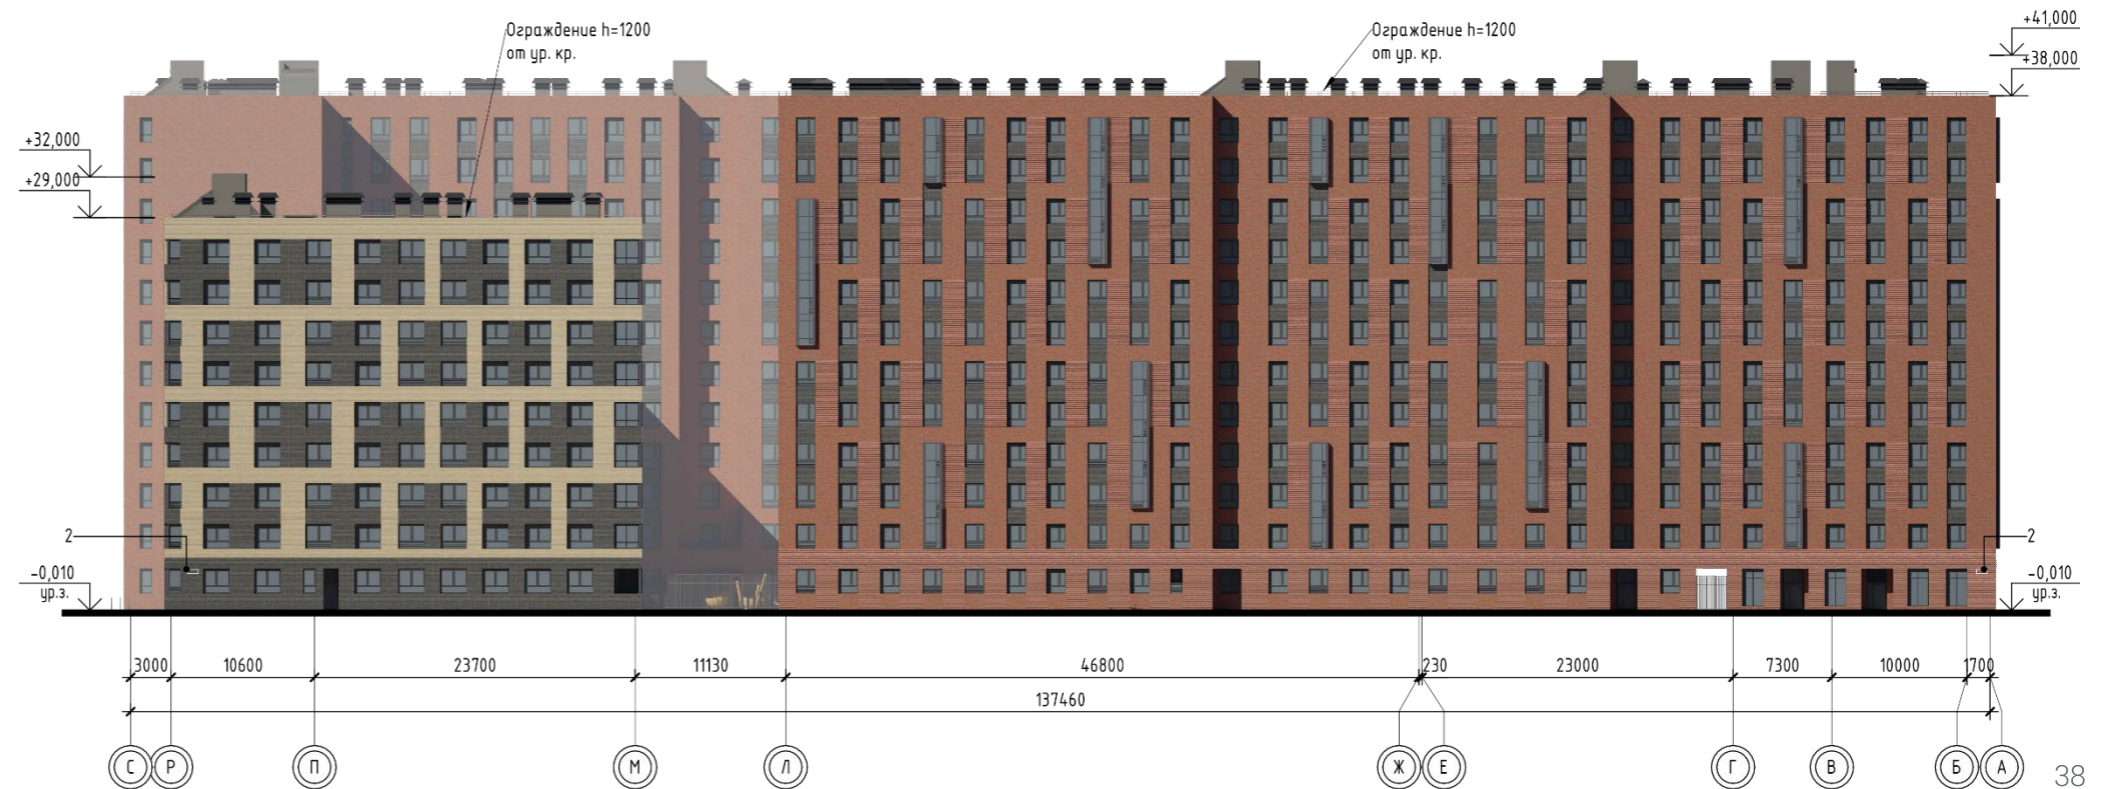 Ограждение h=1200
от ур. кр.
Ограждение h=1200
от ур. кр.
+41,000
+38,000
+32,000
+29,000
2
2
-0,010
ур.з.
-0,010
ур.з.
3000 10600 23700 11130 46800 230 23000 7300 10000 1700
137460
С Р П М Л Ж Е Г В Б А
38